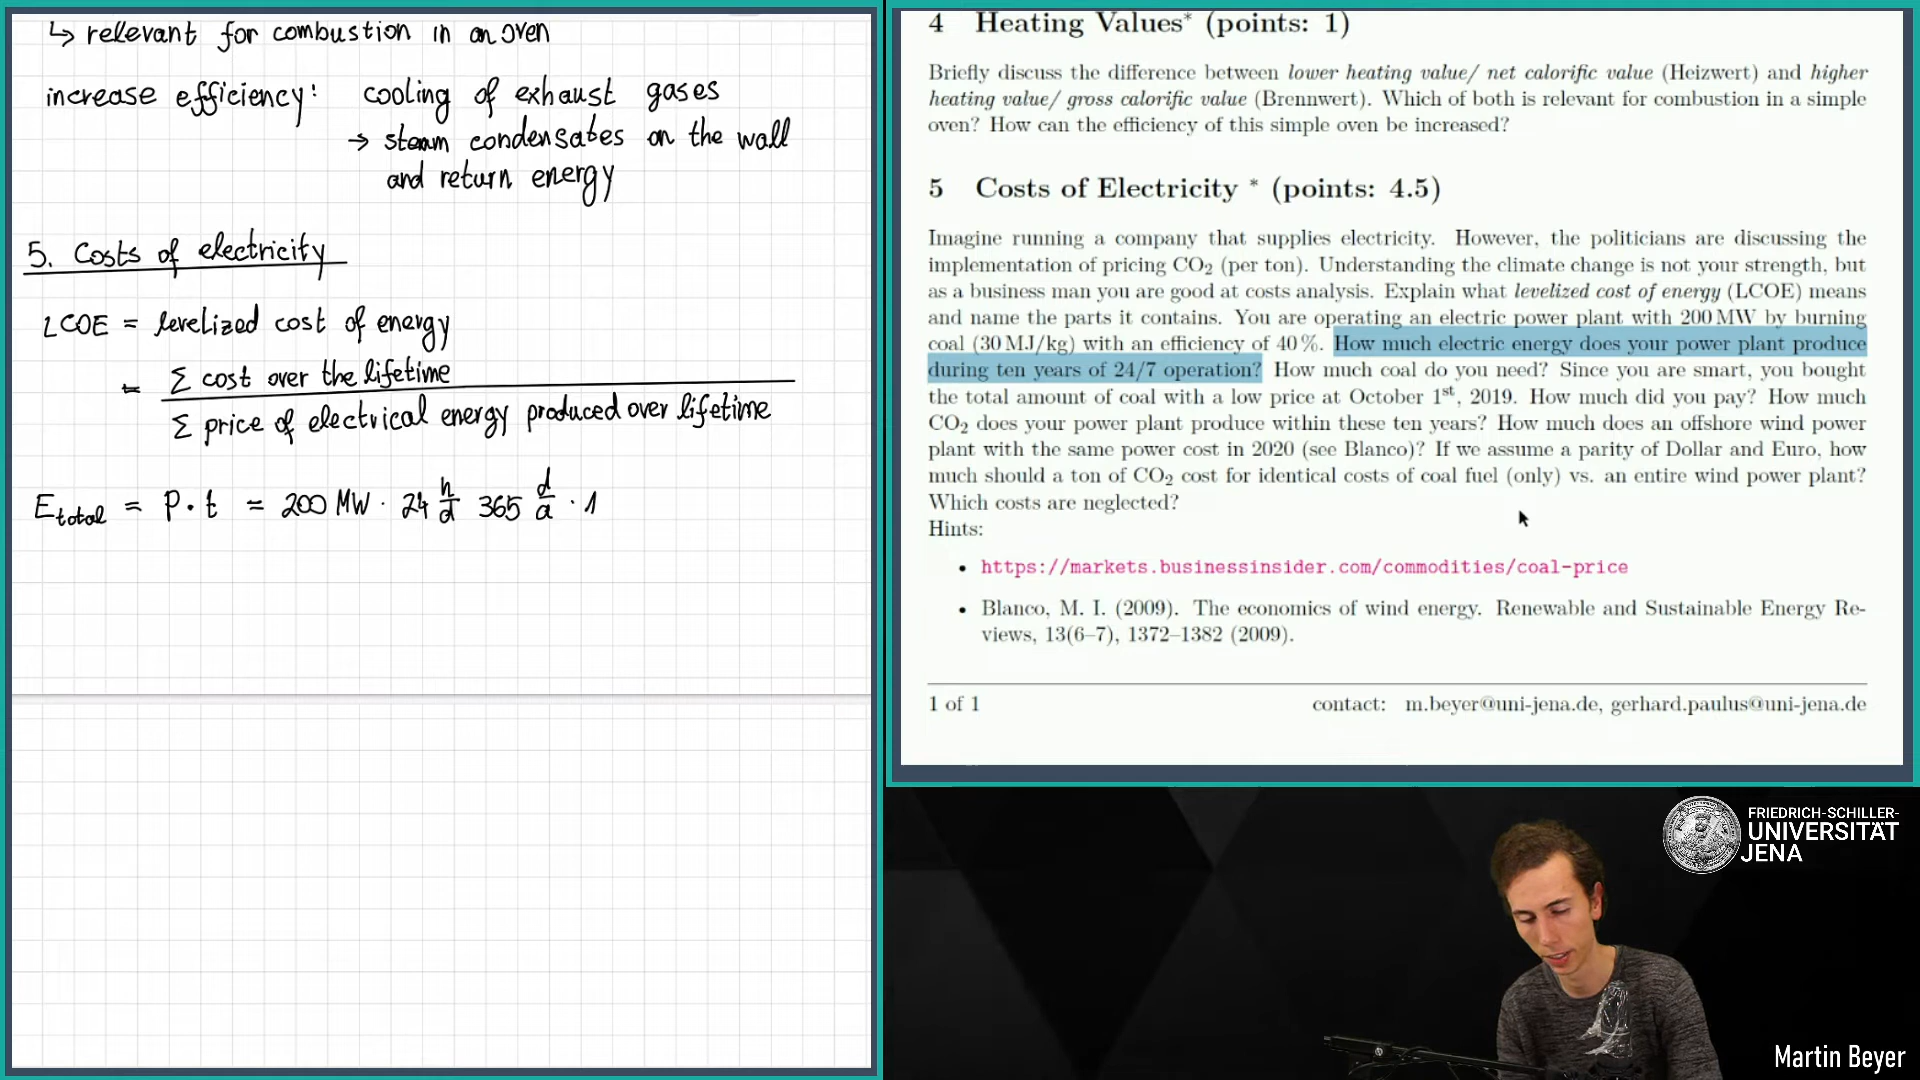 ↳ relevant for combustion in an oven
increase efficiency: cooling of exhaust gases
→ steam condensates on the wall
and return energy
5. Costs of electricity
LCOE = levelized cost of energy
= Σ cost over the lifetime
Σ price of electrical energy produced over lifetime
E total = P · t = 200 MW · 24 h/d 365 d/a · 1
4 Heating Values* (points: 1)
Briefly discuss the difference between lower heating value/ net calorific value (Heizwert) and higher
heating value/ gross calorific value (Brennwert). Which of both is relevant for combustion in a simple
oven? How can the efficiency of this simple oven be increased?
5 Costs of Electricity * (points: 4.5)
Imagine running a company that supplies electricity. However, the politicians are discussing the
implementation of pricing CO₂ (per ton). Understanding the climate change is not your strength, but
as a business man you are good at costs analysis. Explain what levelized cost of energy (LCOE) means
and name the parts it contains. You are operating an electric power plant with 200 MW by burning
coal (30 MJ/kg) with an efficiency of 40 %. How much electric energy does your power plant produce
during ten years of 24/7 operation? How much coal do you need? Since you are smart, you bought
the total amount of coal with a low price at October 1st, 2019. How much did you pay? How much
CO₂ does your power plant produce within these ten years? How much does an offshore wind power
plant with the same power cost in 2020 (see Blanco)? If we assume a parity of Dollar and Euro, how
much should a ton of CO₂ cost for identical costs of coal fuel (only) vs. an entire wind power plant?
Which costs are neglected?
Hints:
• https://markets.businessinsider.com/commodities/coal-price
• Blanco, M. I. (2009). The economics of wind energy. Renewable and Sustainable Energy Re-
views, 13(6–7), 1372–1382 (2009).
1 of 1 contact: m.beyer@uni-jena.de, gerhard.paulus@uni-jena.de
FRIEDRICH-SCHILLER-
UNIVERSITÄT
JENA
Martin Beyer